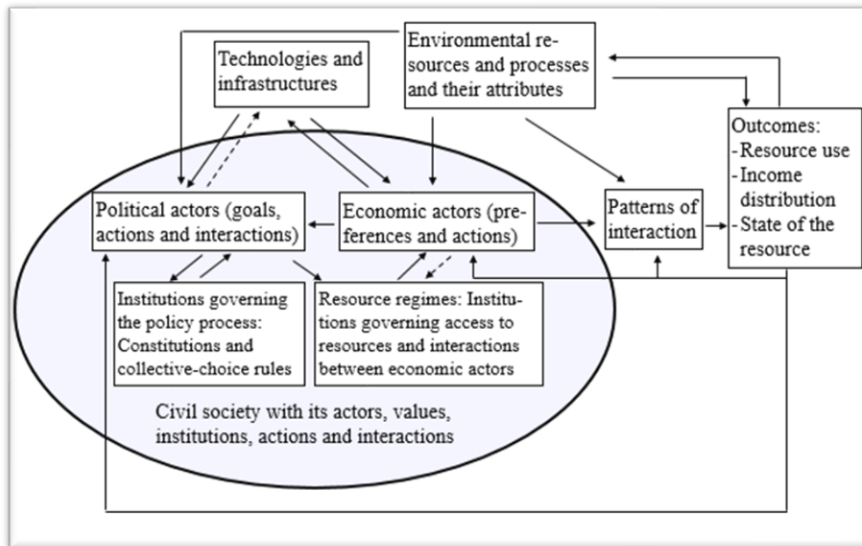 Technologies and
infrastructures
Environmental re-
sources and processes
and their attributes
Outcomes:
- Resource use
- Income
distribution
- State of the
resource
Political actors (goals,
actions and interactions)
Economic actors (pre-
ferences and actions)
Patterns of
interaction
Institutions governing
the policy process:
Constitutions and
collective-choice rules
Resource regimes: Institu-
tions governing access to
resources and interactions
between economic actors
Civil society with its actors, values,
institutions, actions and interactions